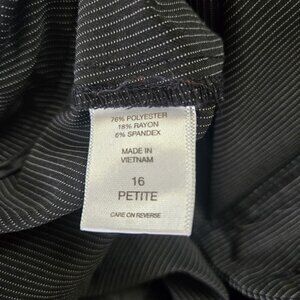 76% POLYESTER
18% RAYON
6% SPANDEX
MADE IN
VIETNAM
16
PETITE
CARE ON REVERSE